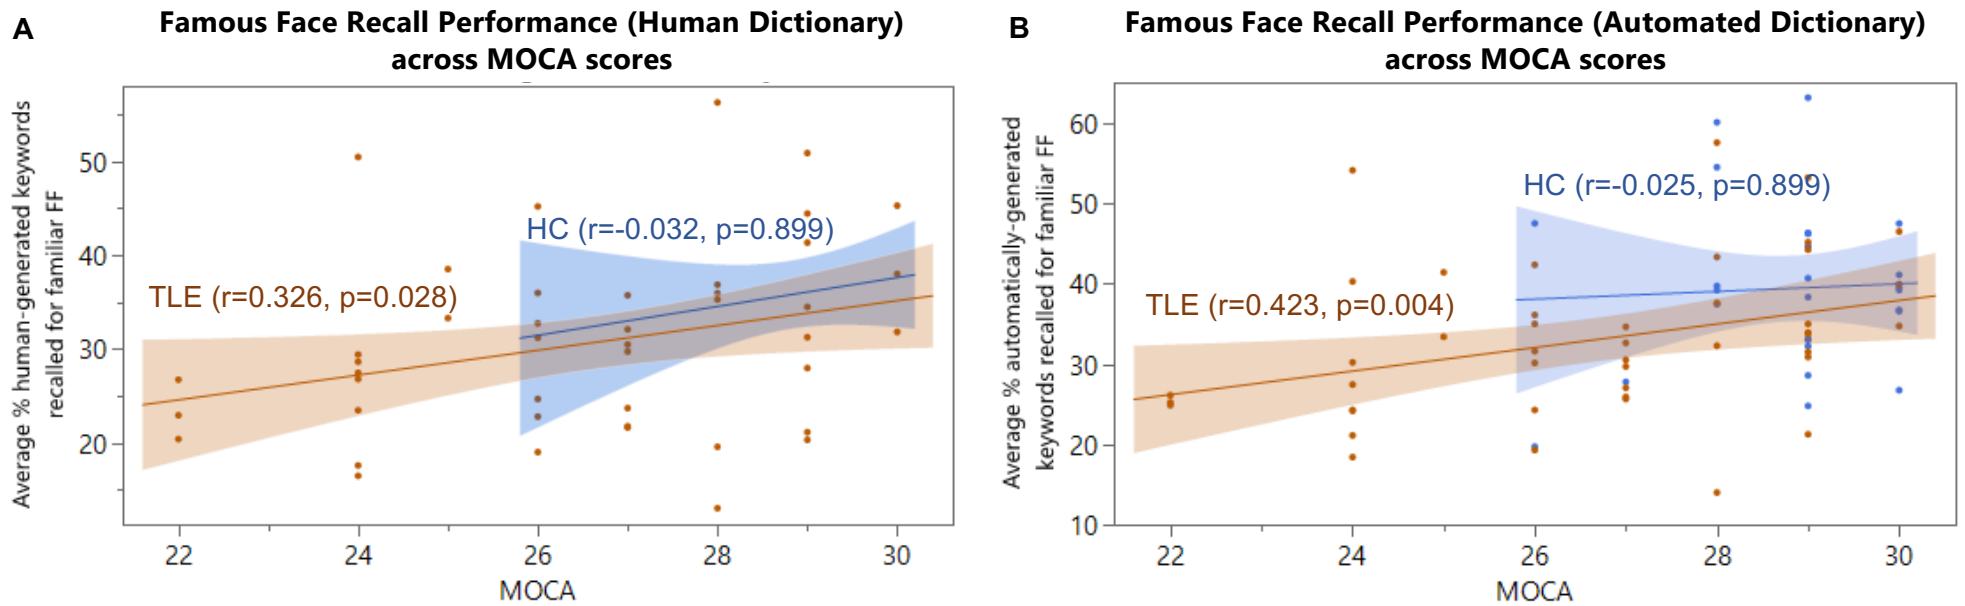 A
Famous Face Recall Performance (Human Dictionary)
across MOCA scores
Average % human-generated keywords
recalled for familiar FF
50
40
30
20
HC (r=-0.032, p=0.899)
TLE (r=0.326, p=0.028)
22
24
26
28
30
MOCA
B
Famous Face Recall Performance (Automated Dictionary)
across MOCA scores
Average % automatically-generated
keywords recalled for familiar FF
60
50
40
30
20
10
HC (r=-0.025, p=0.899)
TLE (r=0.423, p=0.004)
22
24
26
28
30
MOCA